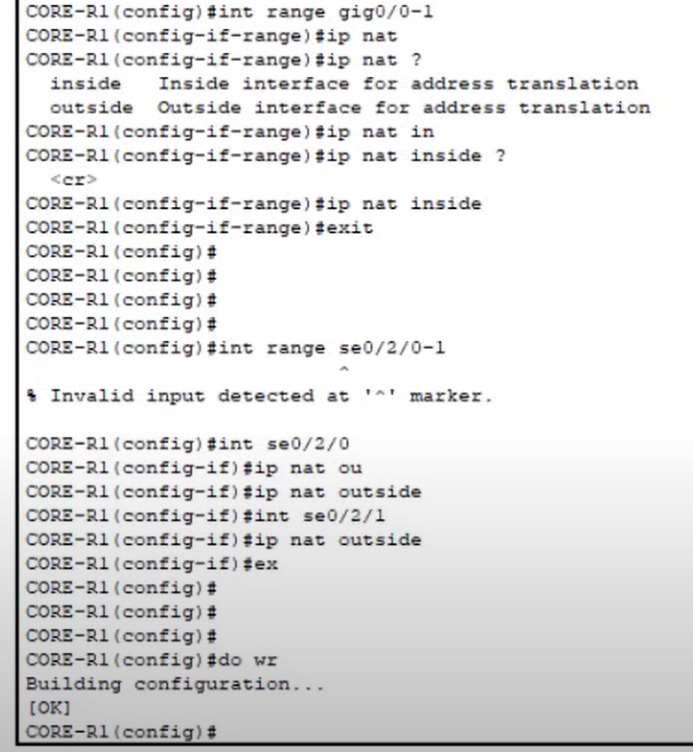 CORE-R1(config)#int range gig0/0-1
CORE-R1(config-if-range)#ip nat
CORE-R1(config-if-range)#ip nat ?
inside Inside interface for address translation
outside Outside interface for address translation
CORE-R1(config-if-range)#ip nat in
CORE-R1(config-if-range)#ip nat inside ?
<cr>
CORE-R1(config-if-range)#ip nat inside
CORE-R1(config-if-range)#exit
CORE-R1(config)#
CORE-R1(config)#
CORE-R1(config)#
CORE-R1(config)#
CORE-R1(config)#int range se0/2/0-1
^
% Invalid input detected at '^' marker.
CORE-R1(config)#int se0/2/0
CORE-R1(config-if)#ip nat ou
CORE-R1(config-if)#ip nat outside
CORE-R1(config-if)#int se0/2/1
CORE-R1(config-if)#ip nat outside
CORE-R1(config-if)#ex
CORE-R1(config)#
CORE-R1(config)#
CORE-R1(config)#
CORE-R1(config)#do wr
Building configuration...
[OK]
CORE-R1(config)#